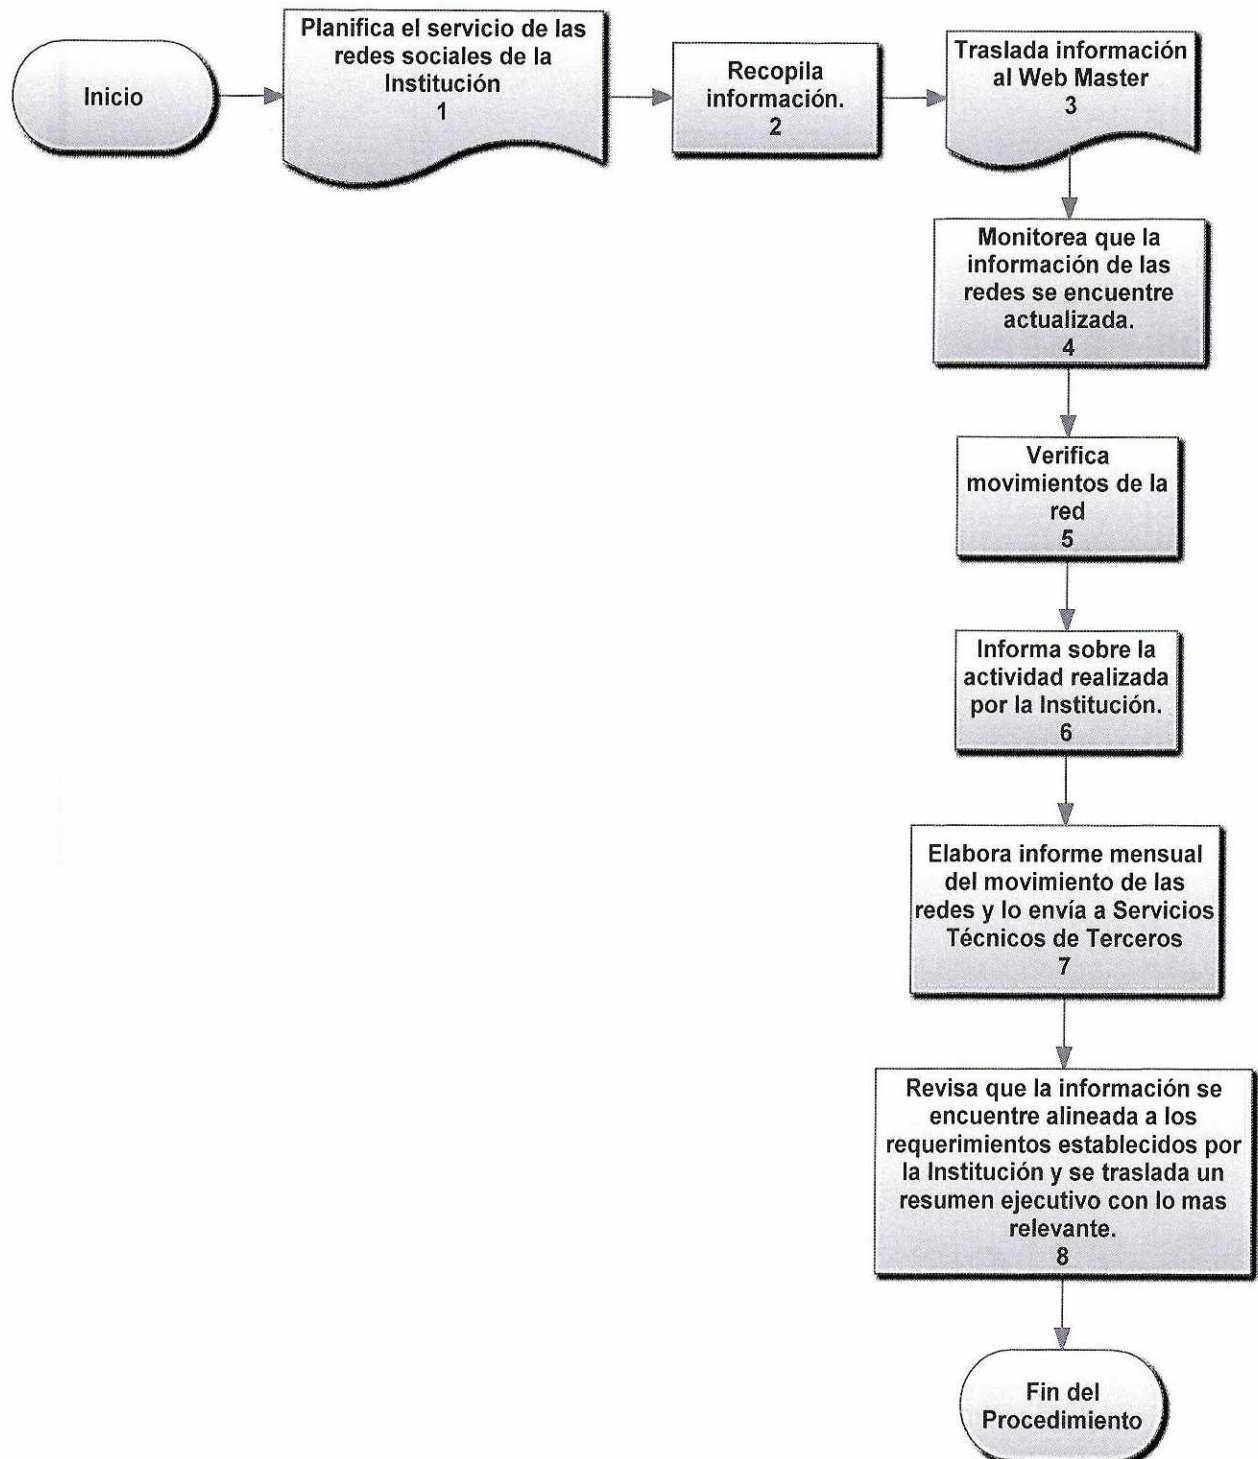 Inicio
Planifica el servicio de las
redes sociales de la
Institución
1
Recopila
información.
2
Traslada información
al Web Master
3
Monitorea que la
información de las
redes se encuentre
actualizada.
4
Verifica
movimientos de la
red
5
Informa sobre la
actividad realizada
por la Institución.
6
Elabora informe mensual
del movimiento de las
redes y lo envía a Servicios
Técnicos de Terceros
7
Revisa que la información se
encuentre alineada a los
requerimientos establecidos por
la Institución y se traslada un
resumen ejecutivo con lo mas
relevante.
8
Fin del
Procedimiento